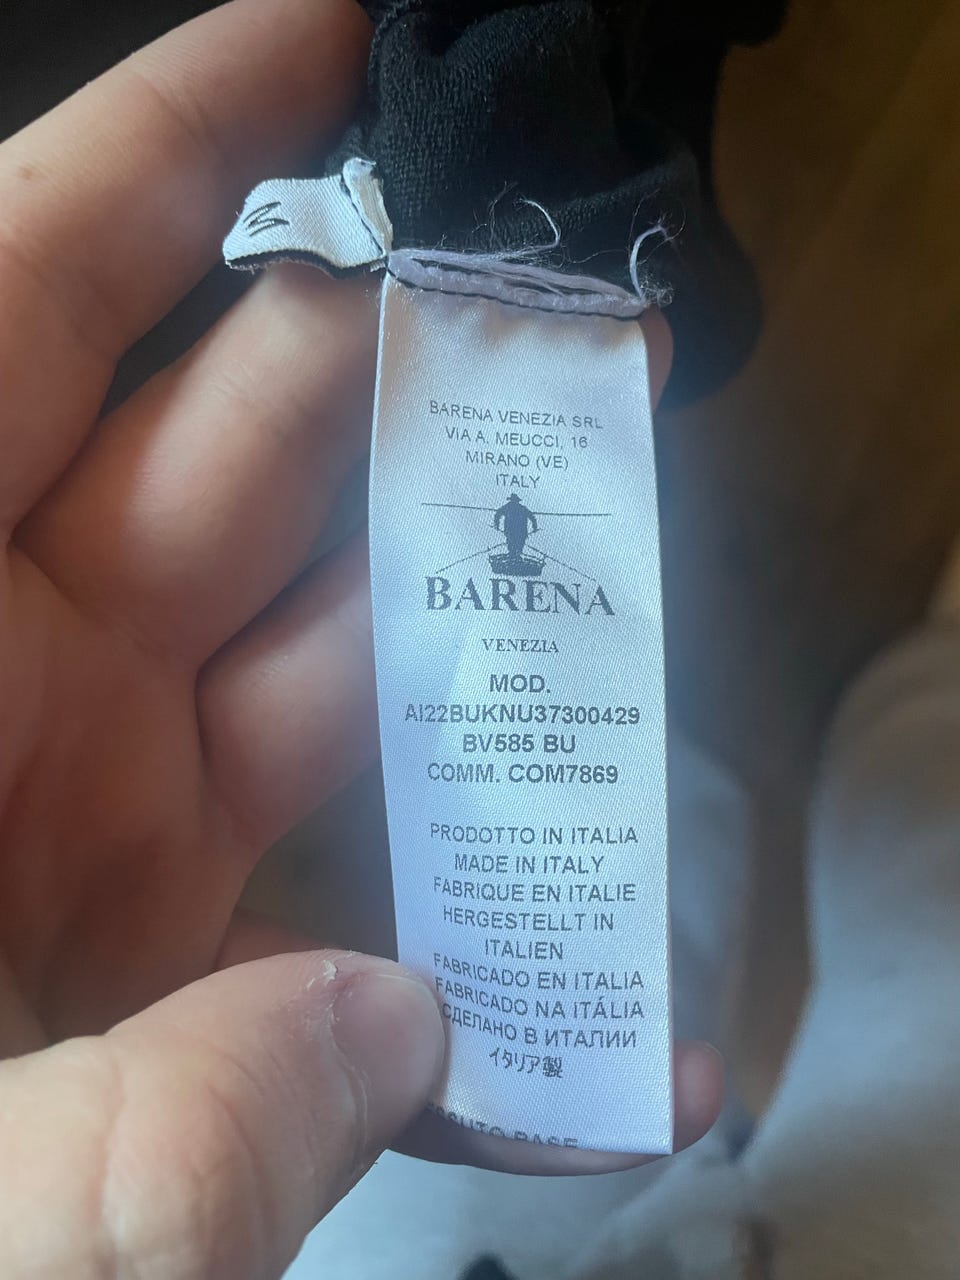 M
BARENA VENEZIA SRL
VIA A. MEUCCI, 16
MIRANO (VE)
ITALY
BARENA
VENEZIA
MOD.
AI22BUKNU37300429
BV585 BU
COMM. COM7869
PRODOTTO IN ITALIA
MADE IN ITALY
FABRIQUE EN ITALIE
HERGESTELLT IN
ITALIEN
FABRICADO EN ITALIA
FABRICADO NA ITÁLIA
СДЕЛАНО В ИТАЛИИ
イタリア製
BASE